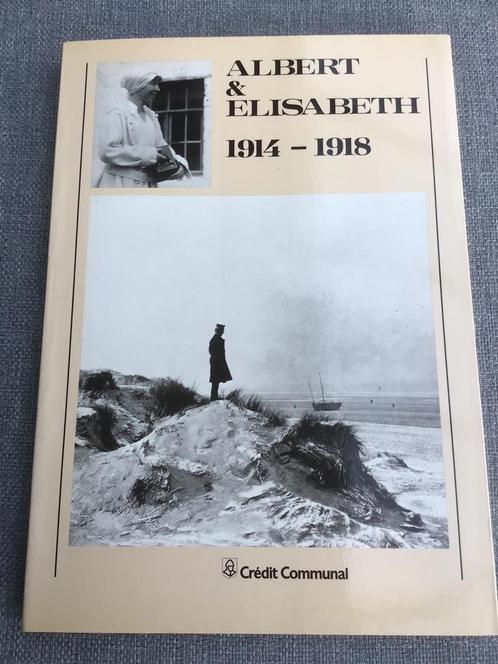 ALBERT
&
ELISABETH
1914 – 1918
Crédit Communal